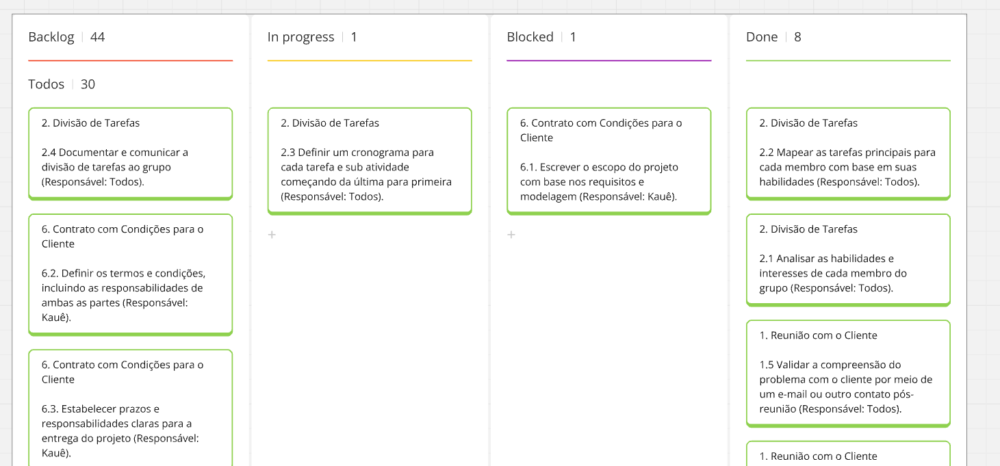 Backlog | 44
In progress | 1
Blocked | 1
Done | 8
Todos | 30
2. Divisão de Tarefas
2.4 Documentar e comunicar a
divisão de tarefas ao grupo
(Responsável: Todos).
6. Contrato com Condições para o
Cliente
6.2. Definir os termos e condições,
incluindo as responsabilidades de
ambas as partes (Responsável:
Kauê).
6. Contrato com Condições para o
Cliente
6.3. Estabelecer prazos e
responsabilidades claras para a
entrega do projeto (Responsável:
Kauê).
2. Divisão de Tarefas
2.3 Definir um cronograma para
cada tarefa e sub atividade
começando da última para primeira
(Responsável: Todos).
+
6. Contrato com Condições para o
Cliente
6.1. Escrever o escopo do projeto
com base nos requisitos e
modelagem (Responsável: Kauê).
+
2. Divisão de Tarefas
2.2 Mapear as tarefas principais para
cada membro com base em suas
habilidades (Responsável: Todos).
2. Divisão de Tarefas
2.1 Analisar as habilidades e
interesses de cada membro do
grupo (Responsável: Todos).
1. Reunião com o Cliente
1.5 Validar a compreensão do
problema com o cliente por meio de
um e-mail ou outro contato pós-
reunião (Responsável: Todos).
1. Reunião com o Cliente